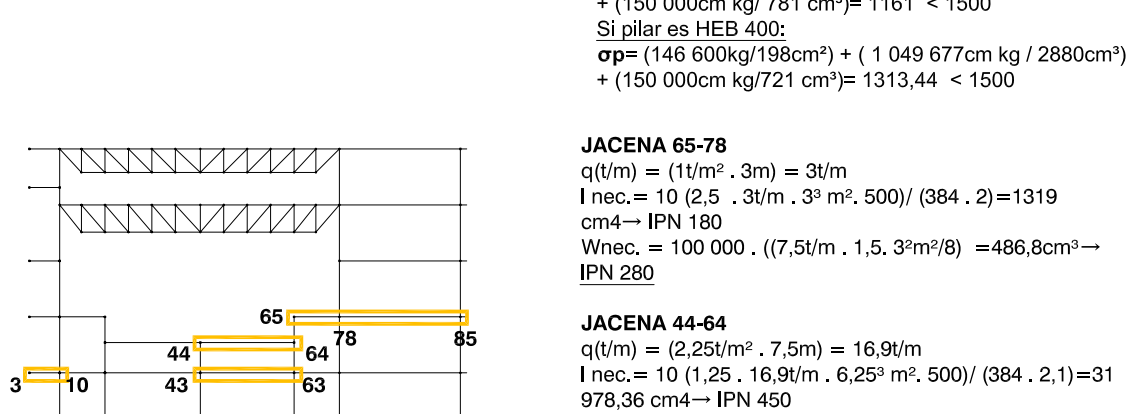 + (150 000cm kg/ 781 cm³)= 1161 < 1500
Si pilar es HEB 400:
σp= (146 600kg/198cm²) + ( 1 049 677cm kg / 2880cm³)
+ (150 000cm kg/721 cm³)= 1313,44 < 1500
JACENA 65-78
q(t/m) = (1t/m² . 3m) = 3t/m
I nec.= 10 (2,5 . 3t/m . 3³ m². 500)/ (384 . 2)=1319
cm4→ IPN 180
Wnec. = 100 000 . ((7,5t/m . 1,5. 3²m²/8) =486,8cm³→
IPN 280
JACENA 44-64
q(t/m) = (2,25t/m² . 7,5m) = 16,9t/m
I nec.= 10 (1,25 . 16,9t/m . 6,25³ m². 500)/ (384 . 2,1)=31
978,36 cm4→ IPN 450
65
78
85
44
64
3
10
43
63